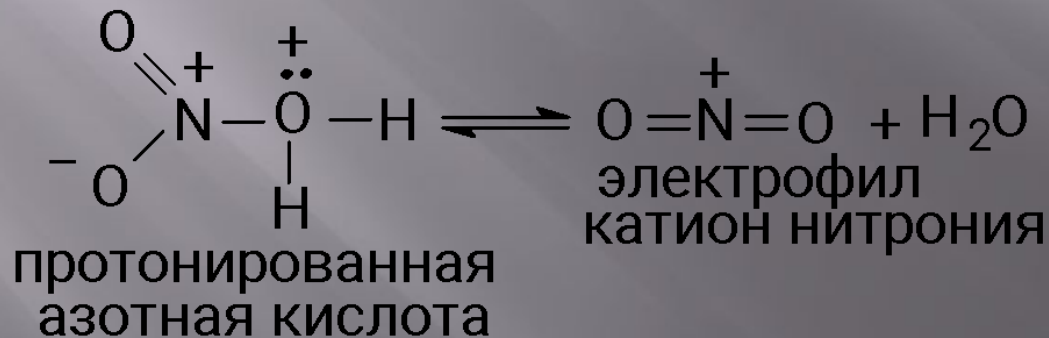 O
+ +
N — O — H ⇌ O = N = O + H₂O
+
− O
H
электрофил
катион нитрония
протонированная
азотная кислота